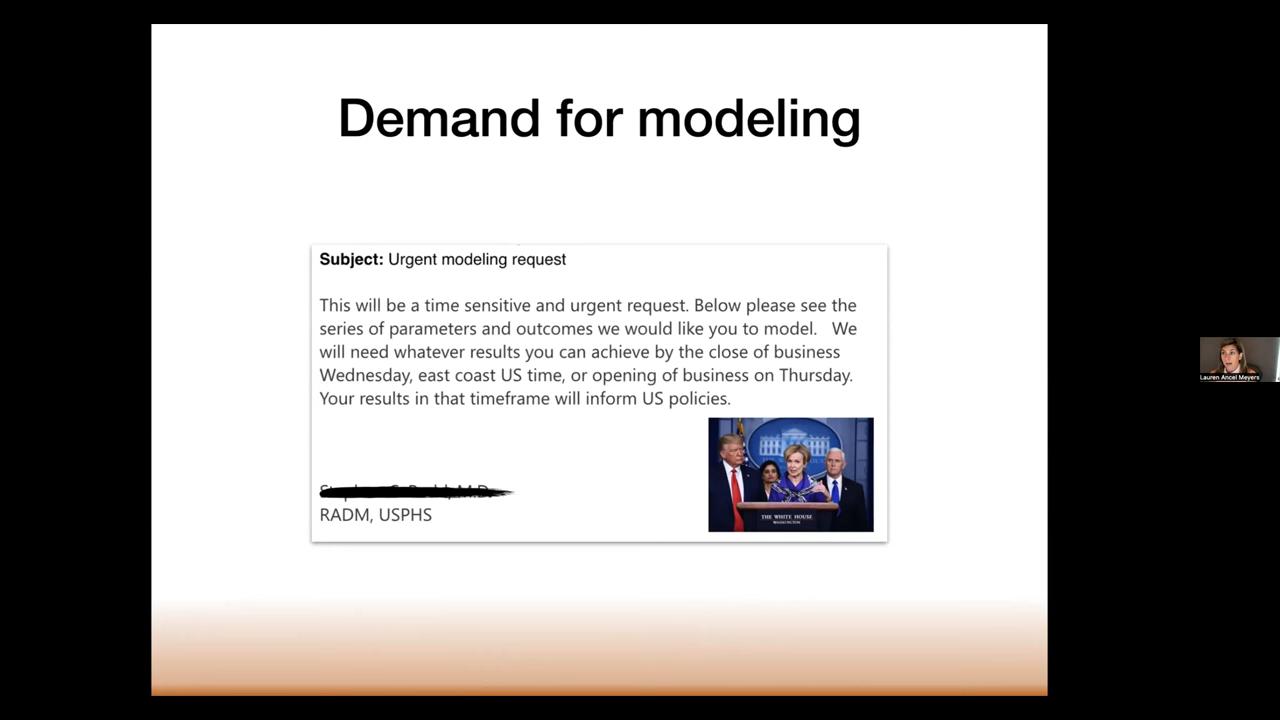 Demand for modeling
Subject: Urgent modeling request
This will be a time sensitive and urgent request. Below please see the
series of parameters and outcomes we would like you to model. We
will need whatever results you can achieve by the close of business
Wednesday, east coast US time, or opening of business on Thursday.
Your results in that timeframe will inform US policies.
RADM, USPHS
THE WHITE HOUSE
WASHINGTON
Lauren Ancel Meyers